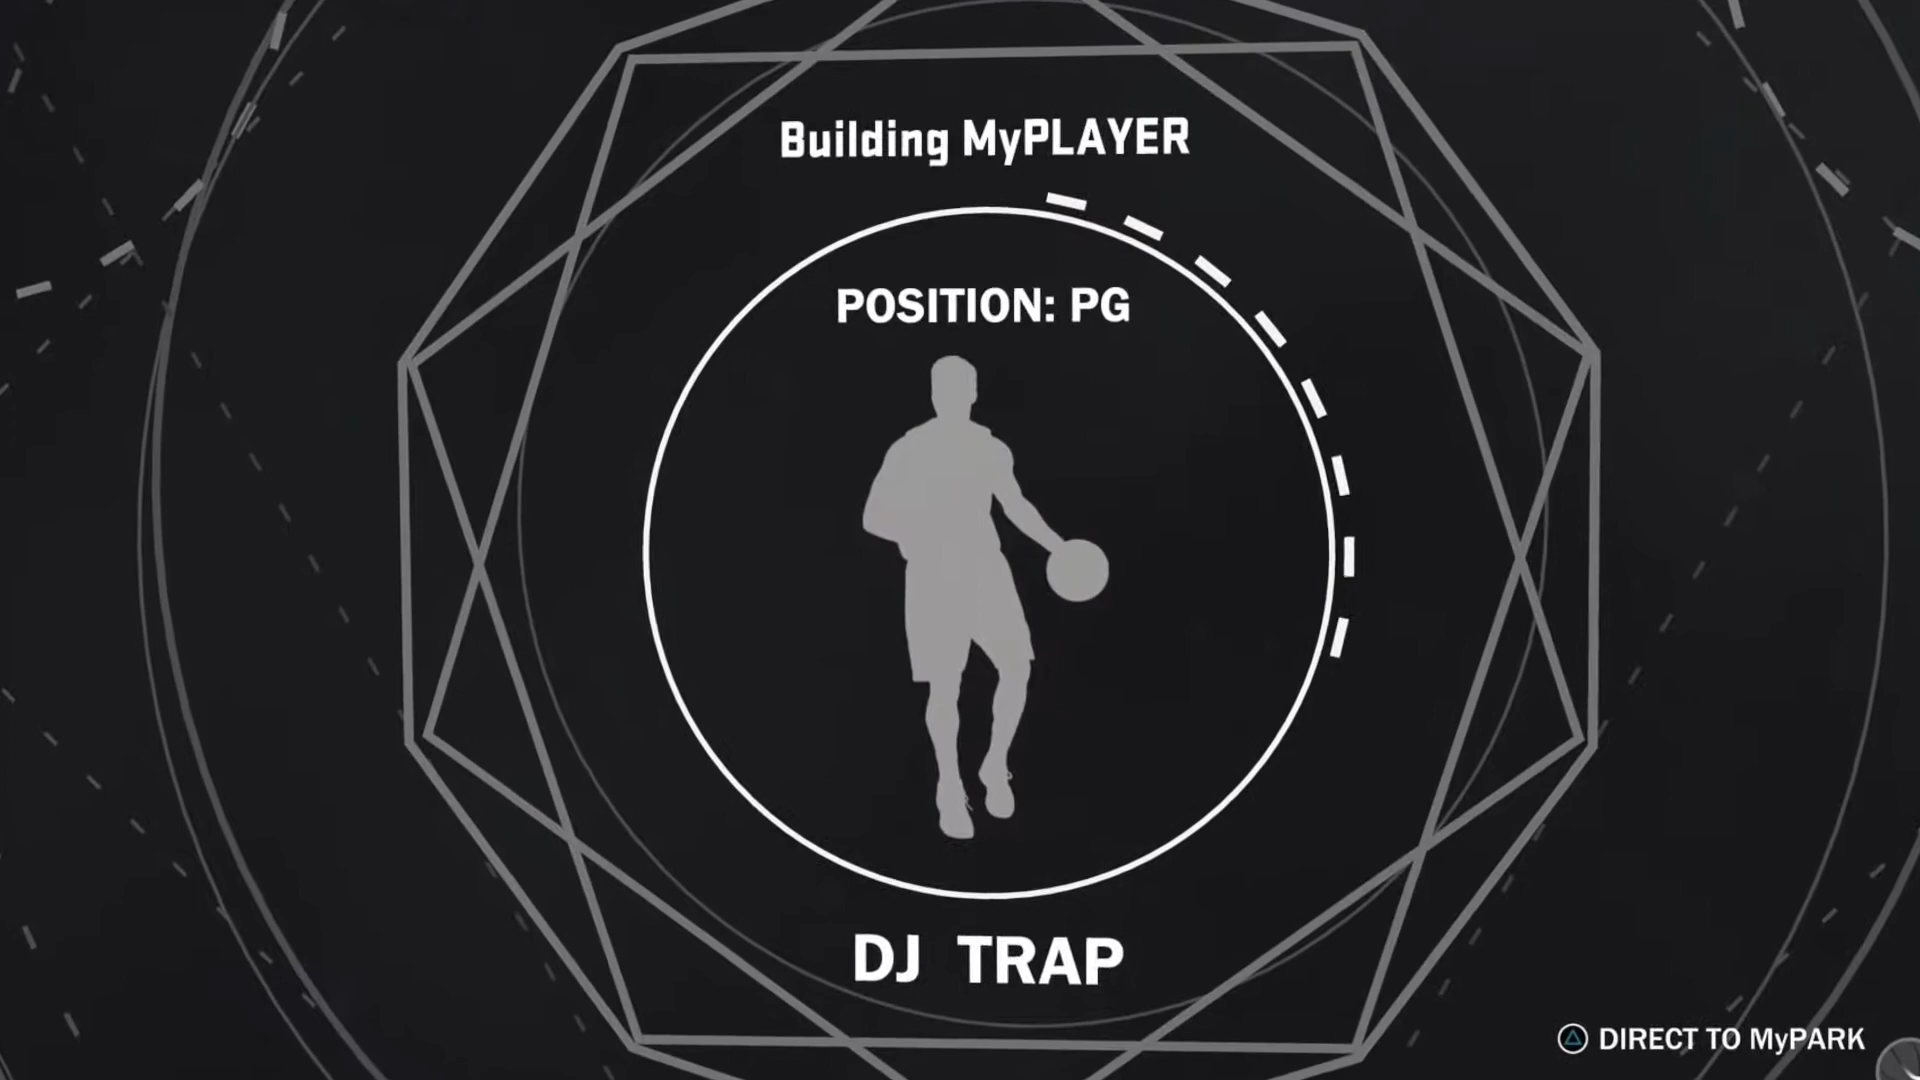 Building MyPLAYER
POSITION: PG
DJ TRAP
DIRECT TO MyPARK